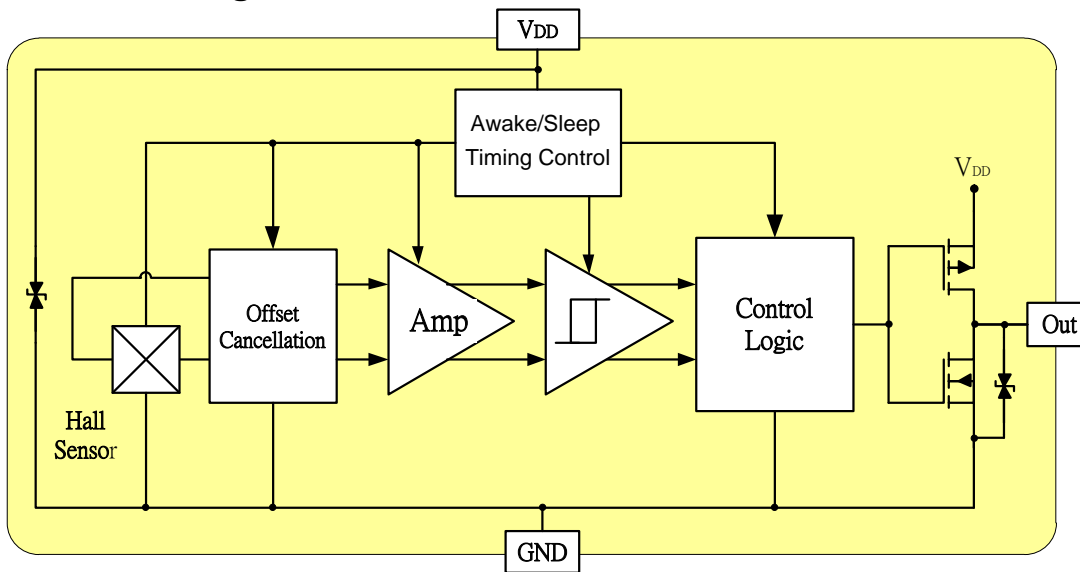 VDD
Awake/Sleep
Timing Control
VDD
Offset
Cancellation
Amp
Control
Logic
Out
Hall
Sensor
GND